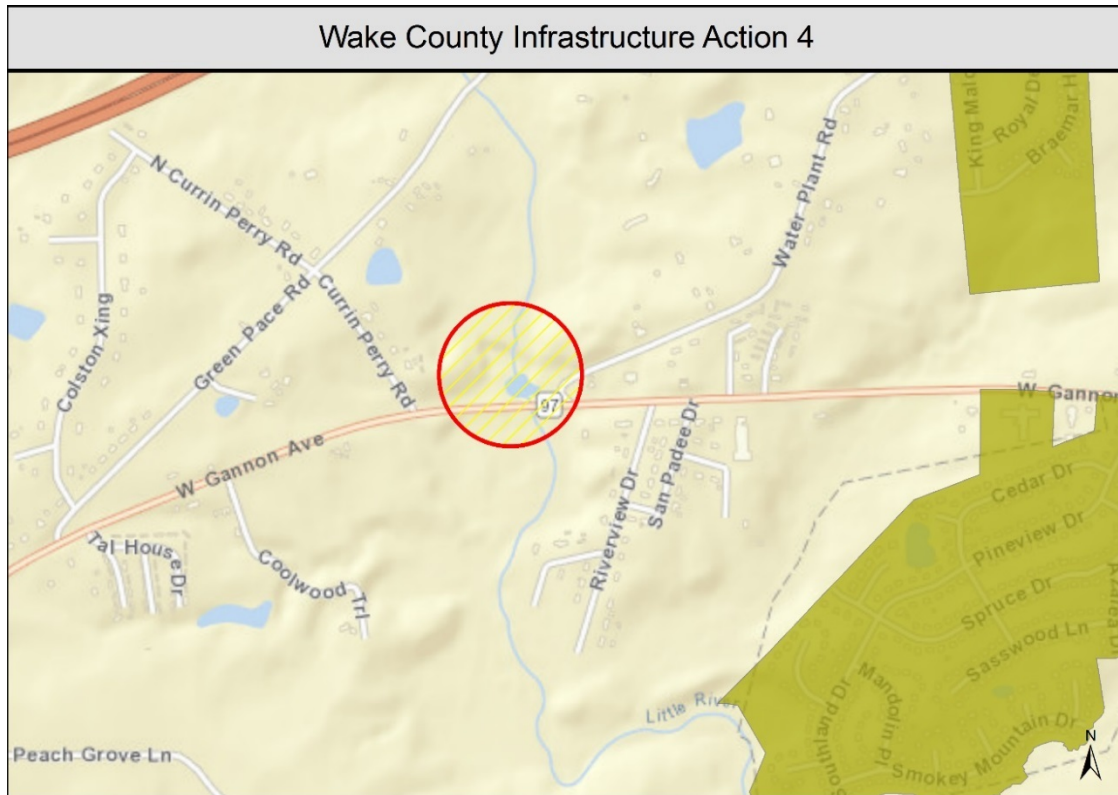 Wake County Infrastructure Action 4
King Malc
Royal De
Braemar H
Water Plant Rd
N Currin Perry Rd
Currin Perry Rd
Green Pace Rd
Colston Xing
97
W Gannon
W Gannon Ave
San Padee Dr
Riverview Dr
Cedar Dr
Pineview Dr
Spruce Dr
Sasswood Ln
Tal House Dr
Coolwood Trl
Mandolin Pl
Southland Dr
Little River
Smokey Mountain Dr
Peach Grove Ln
N